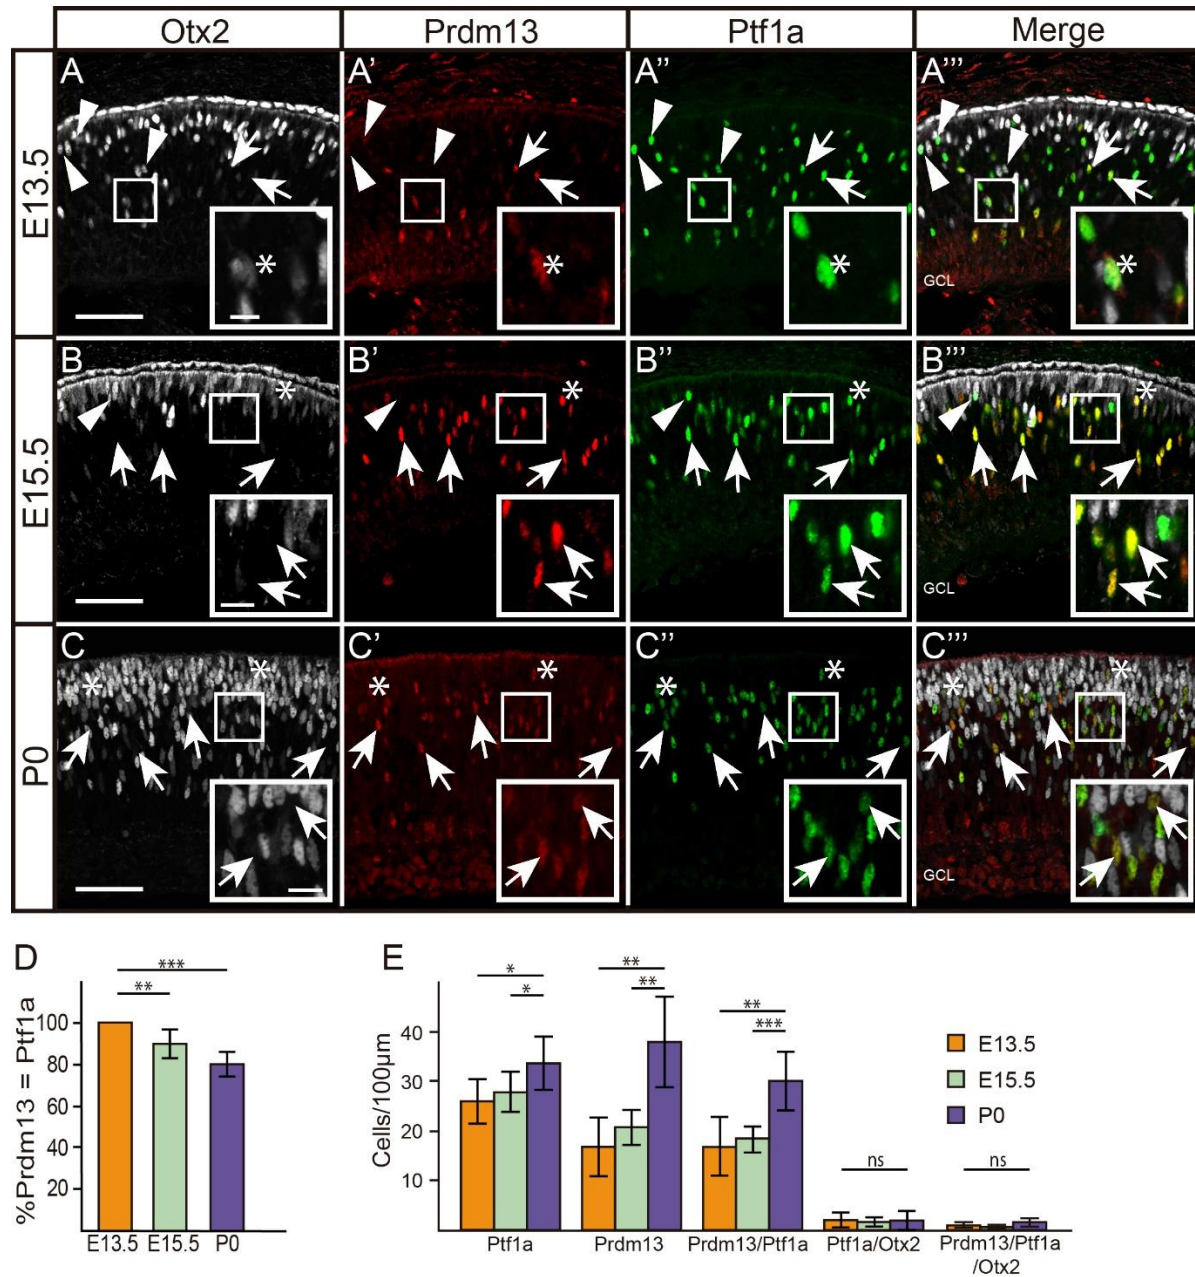 Otx2 Prdm13 Ptf1a Merge
E13.5
A A' A'' A'''
* * * *
GCL
E15.5
B B' B'' B'''
* * * *
GCL
P0
C C' C'' C'''
* * * * * * * *
GCL
D
%Prdm13 = Ptf1a
***
**
100
80
60
40
20
E13.5 E15.5 P0
E
Cells/100µm
* ** ** ns ns
* ** ***
40
30
20
10
Ptf1a Prdm13 Prdm13/Ptf1a Ptf1a/Otx2 Prdm13/Ptf1a
/Otx2
E13.5
E15.5
P0